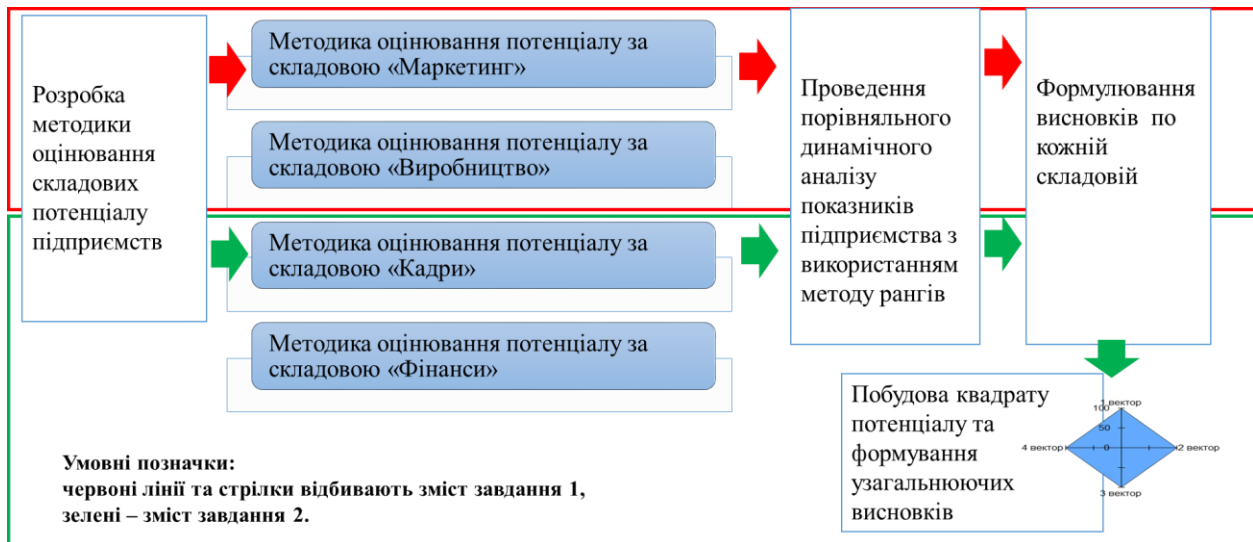 Розробка
методики
оцінювання
складових
потенціалу
підприємств
Методика оцінювання потенціалу за
складовою «Маркетинг»
Методика оцінювання потенціалу за
складовою «Виробництво»
Методика оцінювання потенціалу за
складовою «Кадри»
Методика оцінювання потенціалу за
складовою «Фінанси»
Проведення
порівняльного
динамічного
аналізу
показників
підприємства з
використанням
методу рангів
Формулювання
висновків по
кожній
складовій
Побудова квадрату
потенціалу та
формування
узагальнюючих
висновків
1 вектор
100
50
4 вектор
0
2 вектор
3 вектор
Умовні позначки:
червоні лінії та стрілки відбивають зміст завдання 1,
зелені – зміст завдання 2.